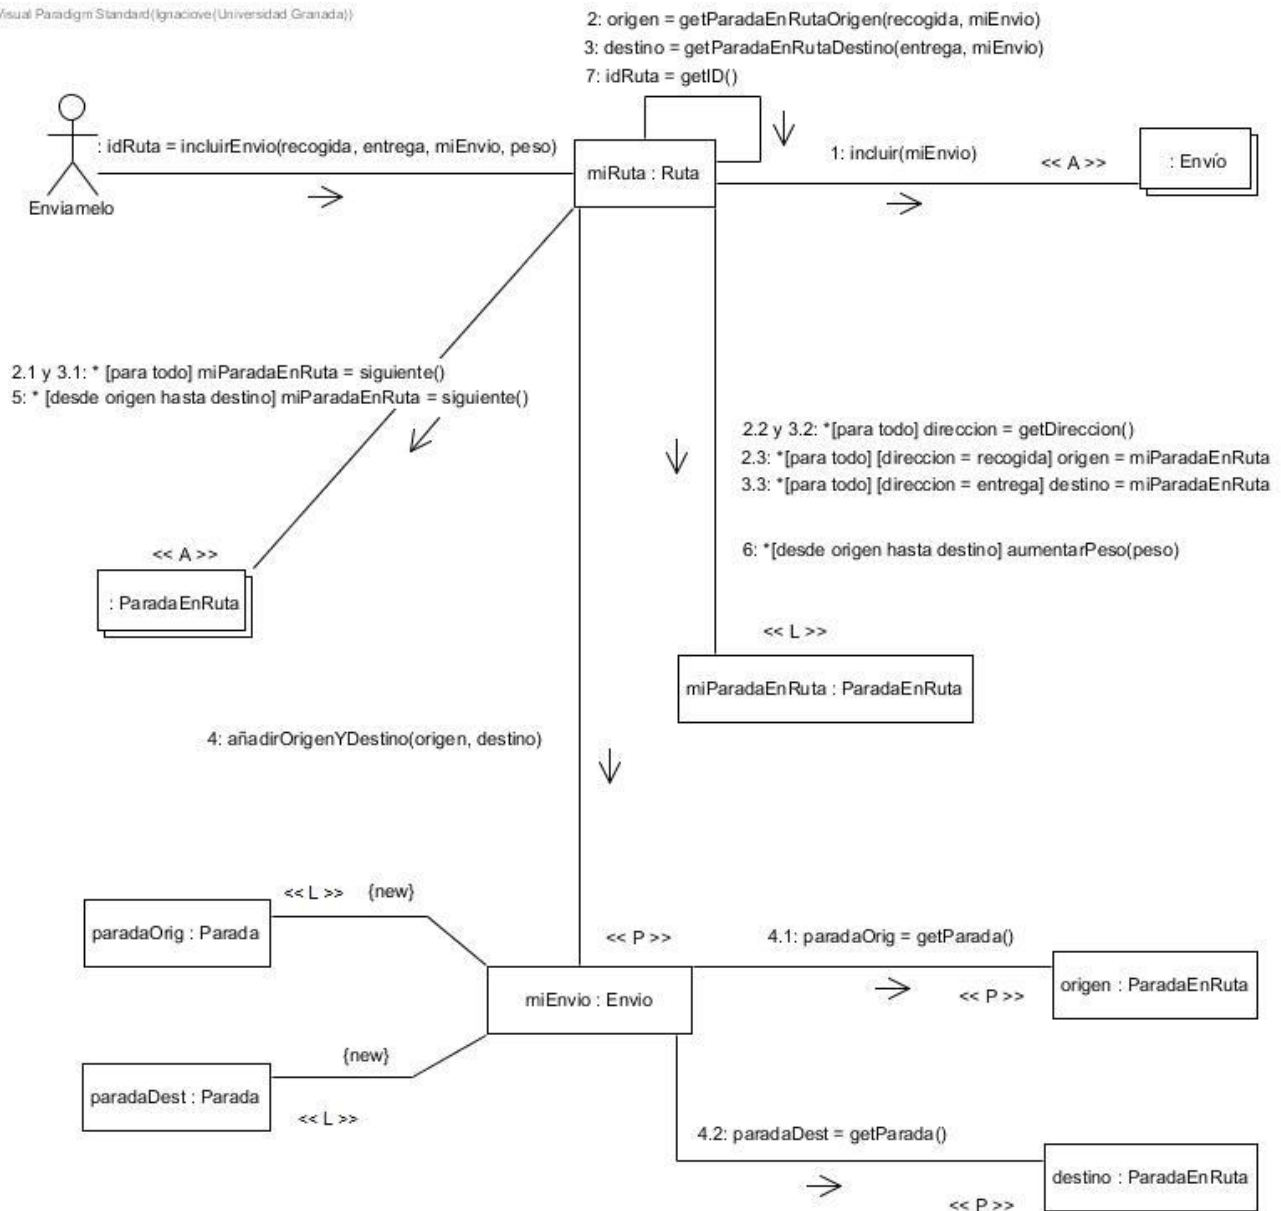 Visual Paradigm Standard(Ignaciove(Universidad Granada))
2: origen = getParadaEnRutaOrigen(recogida, miEnvio)
3: destino = getParadaEnRutaDestino(entrega, miEnvio)
7: idRuta = getID()
: idRuta = incluirEnvio(recogida, entrega, miEnvio, peso)
miRuta : Ruta
1: incluir(miEnvio)
<< A >>
: Envío
Enviamelo
2.1 y 3.1: * [para todo] miParadaEnRuta = siguiente()
5: * [desde origen hasta destino] miParadaEnRuta = siguiente()
2.2 y 3.2: *[para todo] direccion = getDireccion()
2.3: *[para todo] [direccion = recogida] origen = miParadaEnRuta
3.3: *[para todo] [direccion = entrega] destino = miParadaEnRuta
6: *[desde origen hasta destino] aumentarPeso(peso)
<< A >>
: ParadaEnRuta
<< L >>
miParadaEnRuta : ParadaEnRuta
4: añadirOrigenYDestino(origen, destino)
<< L >>
{new}
paradaOrig : Parada
<< P >>
4.1: paradaOrig = getParada()
miEnvio : Envio
<< P >>
origen : ParadaEnRuta
{new}
paradaDest : Parada
<< L >>
4.2: paradaDest = getParada()
destino : ParadaEnRuta
<< P >>